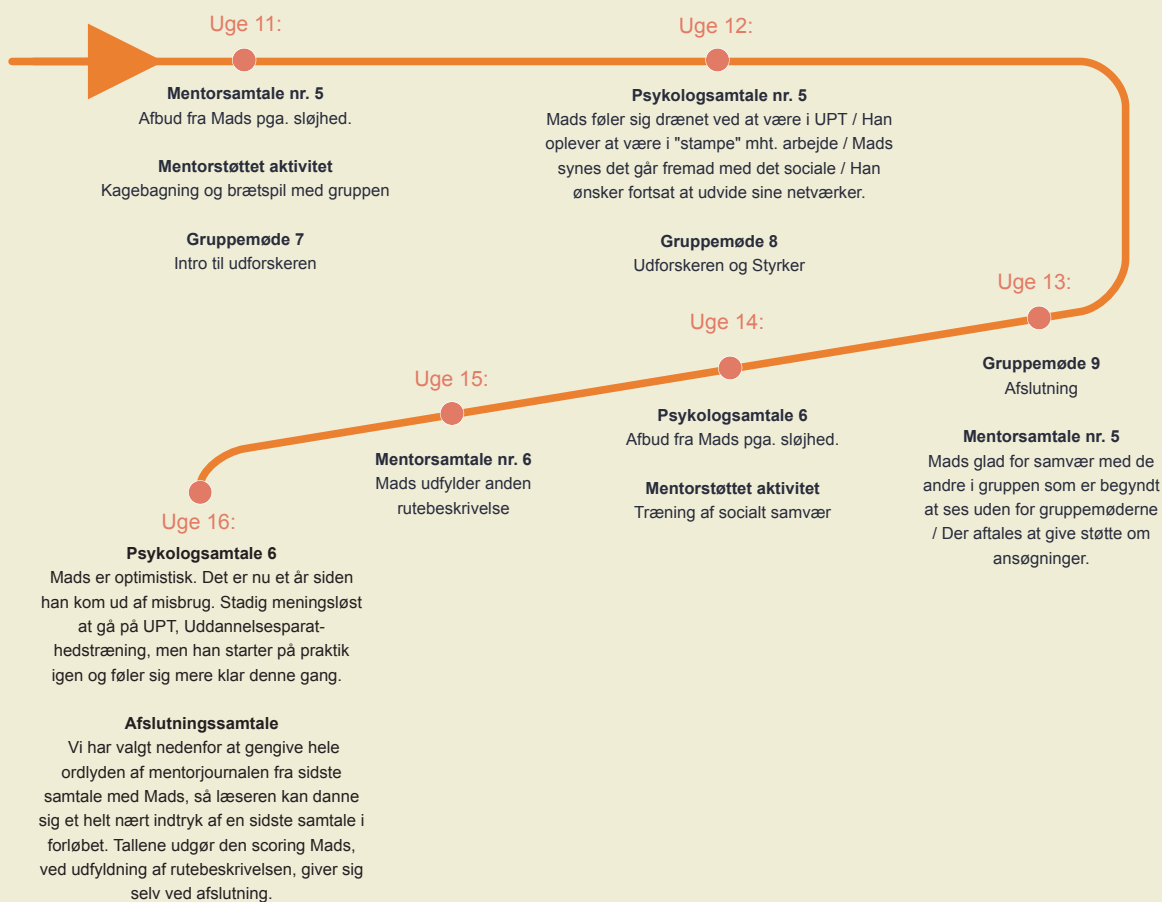 Uge 11:
Mentorsamtale nr. 5
Afbud fra Mads pga. sløjhed.
Mentorstøttet aktivitet
Kagebagning og brætspil med gruppen
Gruppemøde 7
Intro til udforskeren
Uge 12:
Psykologsamtale nr. 5
Mads føler sig drænet ved at være i UPT / Han
oplever at være i "stampe" mht. arbejde / Mads
synes det går fremad med det sociale / Han
ønsker fortsat at udvide sine netværker.
Gruppemøde 8
Udforskeren og Styrker
Uge 13:
Gruppemøde 9
Afslutning
Mentorsamtale nr. 5
Mads glad for samvær med de
andre i gruppen som er begyndt
at ses uden for gruppemøderne
/ Der aftales at give støtte om
ansøgninger.
Uge 14:
Psykologsamtale 6
Afbud fra Mads pga. sløjhed.
Mentorstøttet aktivitet
Træning af socialt samvær
Uge 15:
Mentorsamtale nr. 6
Mads udfylder anden
rutebeskrivelse
Uge 16:
Psykologsamtale 6
Mads er optimistisk. Det er nu et år siden
han kom ud af misbrug. Stadig meningsløst
at gå på UPT, Uddannelsesparat-
hedstræning, men han starter på praktik
igen og føler sig mere klar denne gang.
Afslutningssamtale
Vi har valgt nedenfor at gengive hele
ordlyden af mentorjournalen fra sidste
samtale med Mads, så læseren kan danne
sig et helt nært indtryk af en sidste samtale i
forløbet. Tallene udgør den scoring Mads,
ved udfyldning af rutebeskrivelsen, giver sig
selv ved afslutning.